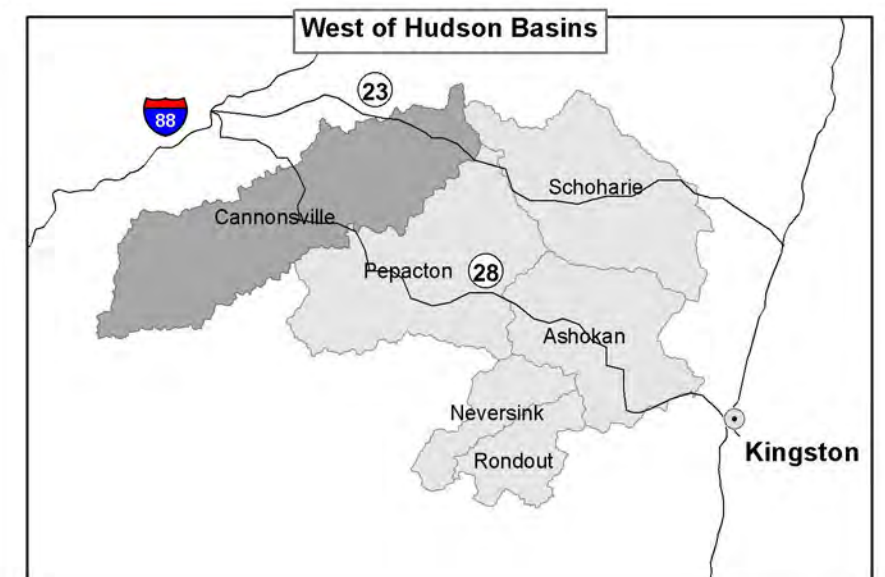 West of Hudson Basins
23
88
Schoharie
Cannonsville
Pepacton
28
Ashokan
Neversink
Kingston
Rondout